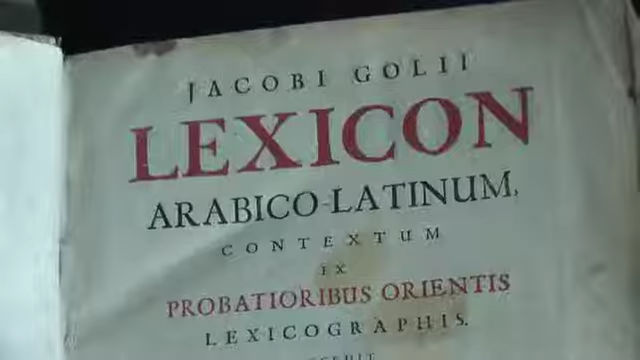 JACOBI GOLII
LEXICON
ARABICO-LATINUM,
CONTEXTUM
EX
PROBATIORIBUS ORIENTIS
LEXICOGRAPHIS.